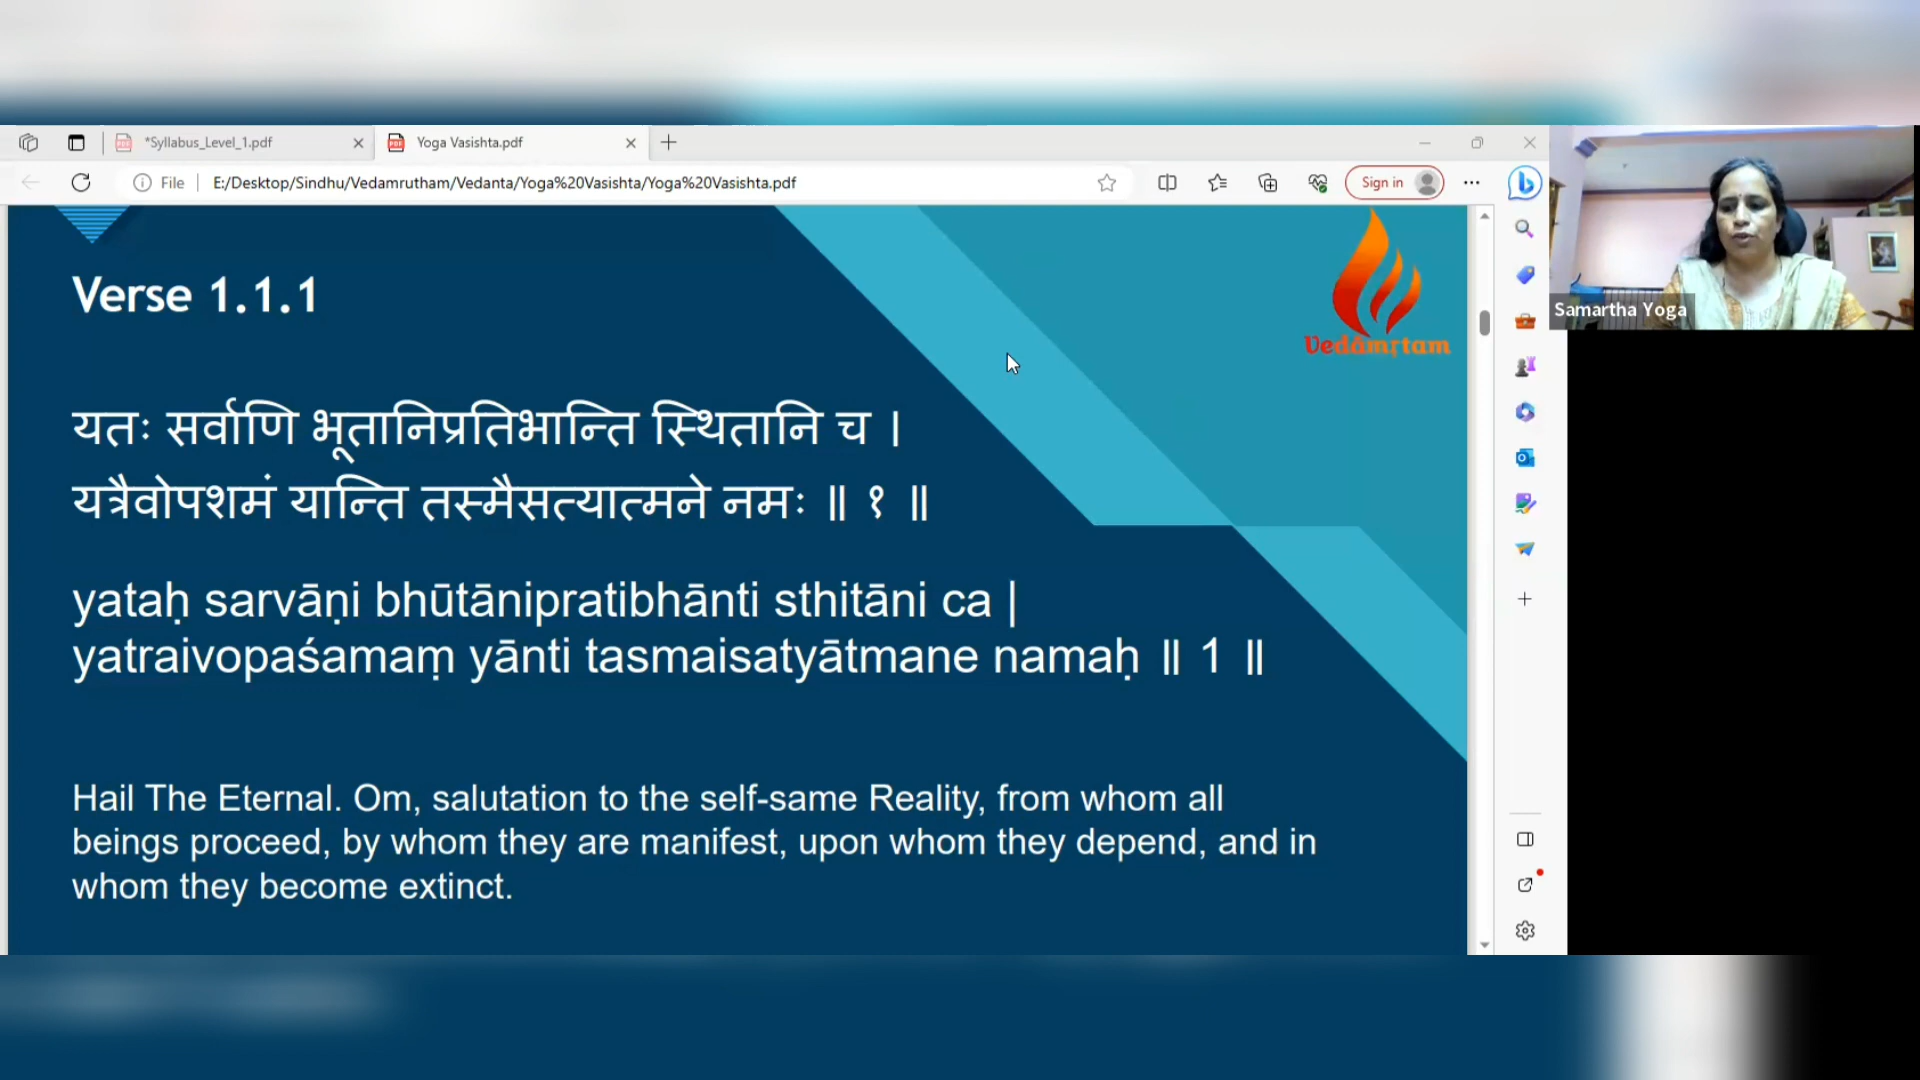 *Syllabus_Level_1.pdf
Yoga Vasishta.pdf
File
E:/Desktop/Sindhu/Vedamrutham/Vedanta/Yoga%20Vasishta/Yoga%20Vasishta.pdf
Sign in
Verse 1.1.1
Vedāmṛtam
Samartha Yoga
यतः सर्वाणि भूतानिप्रतिभान्ति स्थितानि च ।
यत्रैवोपशमं यान्ति तस्मैसत्यात्मने नमः ॥ १ ॥
yataḥ sarvāṇi bhūtānipratibhānti sthitāni ca |
yatraivopaśamaṃ yānti tasmaisatyātmane namaḥ ॥ 1 ॥
Hail The Eternal. Om, salutation to the self-same Reality, from whom all
beings proceed, by whom they are manifest, upon whom they depend, and in
whom they become extinct.